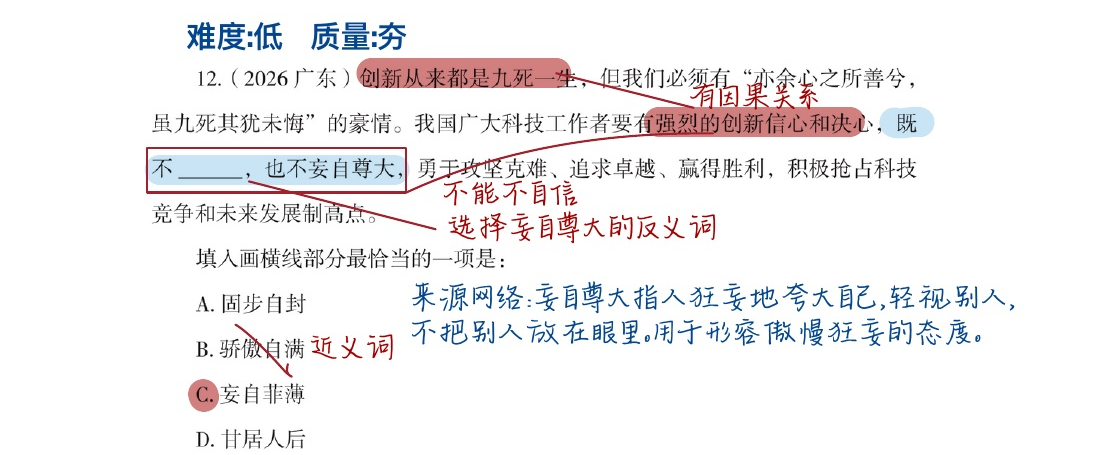 难度:低 质量:夯
12.（2026 广东）创新从来都是九死一生，但我们必须有“亦余心之所善兮，
有因果关系
虽九死其犹未悔”的豪情。我国广大科技工作者要有强烈的创新信心和决心，既
不______，也不妄自尊大，勇于攻坚克难、追求卓越、赢得胜利，积极抢占科技
不能不自信
竞争和未来发展制高点。
选择妄自尊大的反义词
填入画横线部分最恰当的一项是：
A. 固步自封
来源网络:妄自尊大指人狂妄地夸大自己,轻视别人,
不把别人放在眼里。用于形容傲慢狂妄的态度。
B. 骄傲自满 近义词
C. 妄自菲薄
D. 甘居人后